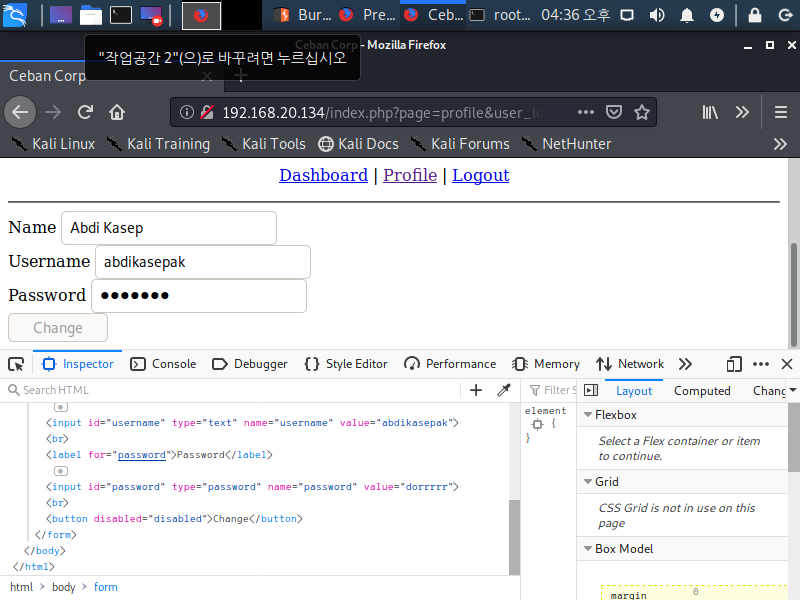 Bur... Pre... Ceb... root... 04:36 오후
Ceban Corp - Mozilla Firefox
"작업공간 2"(으)로 바꾸려면 누르십시오
Ceban Corp
192.168.20.134/index.php?page=profile&user_id
Kali Linux Kali Training Kali Tools Kali Docs Kali Forums NetHunter
Dashboard | Profile | Logout
Name Abdi Kasep
Username abdikasepak
Password •••••••
Change
Inspector Console Debugger Style Editor Performance Memory Network
Search HTML Filter S Layout Computed Chang
<input id="username" type="text" name="username" value="abdikasepak">
<br>
<label for="password">Password</label>
<input id="password" type="password" name="password" value="dorrrrr">
<br>
<button disabled="disabled">Change</button>
</form>
</body>
</html>
html > body > form
element {
}
Flexbox
Select a Flex container or item
to continue.
Grid
CSS Grid is not in use on this
page
Box Model
margin 0